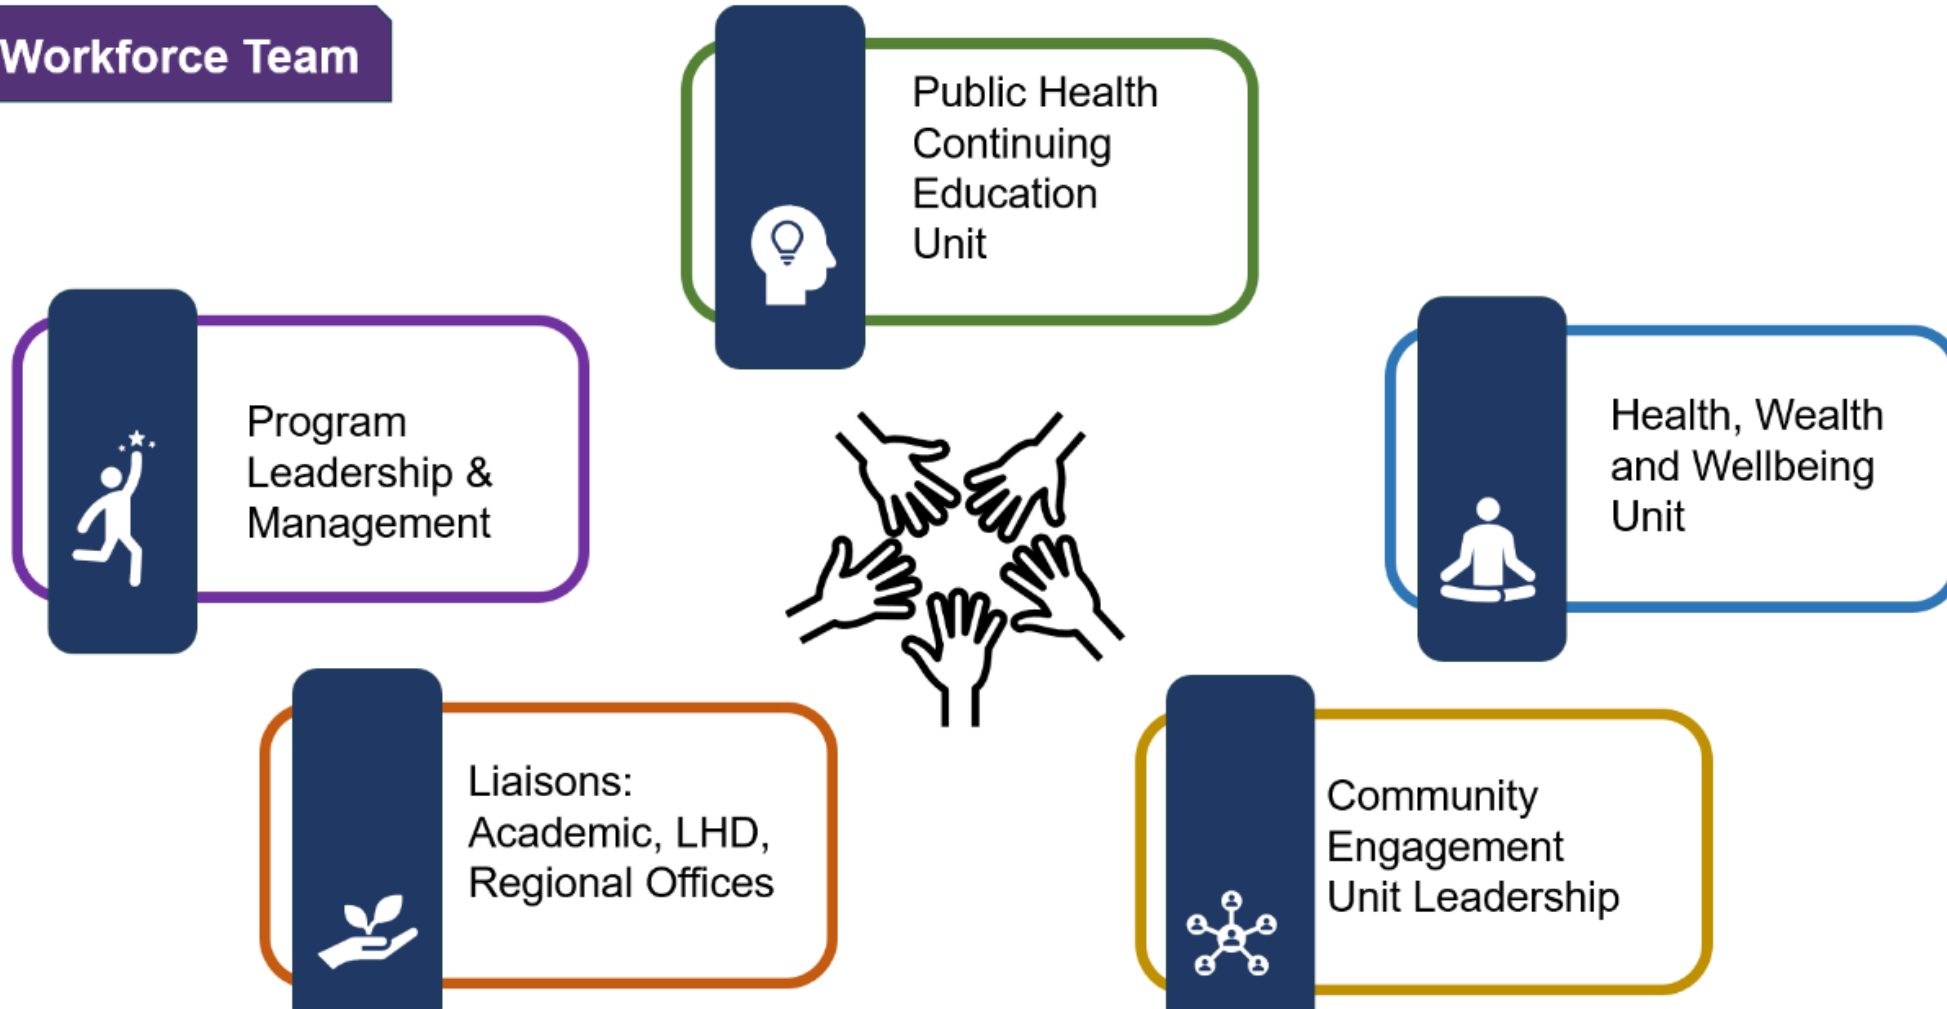 Workforce Team
Public Health
Continuing
Education
Unit
Program
Leadership &
Management
Health, Wealth
and Wellbeing
Unit
Liaisons:
Academic, LHD,
Regional Offices
Community
Engagement
Unit Leadership